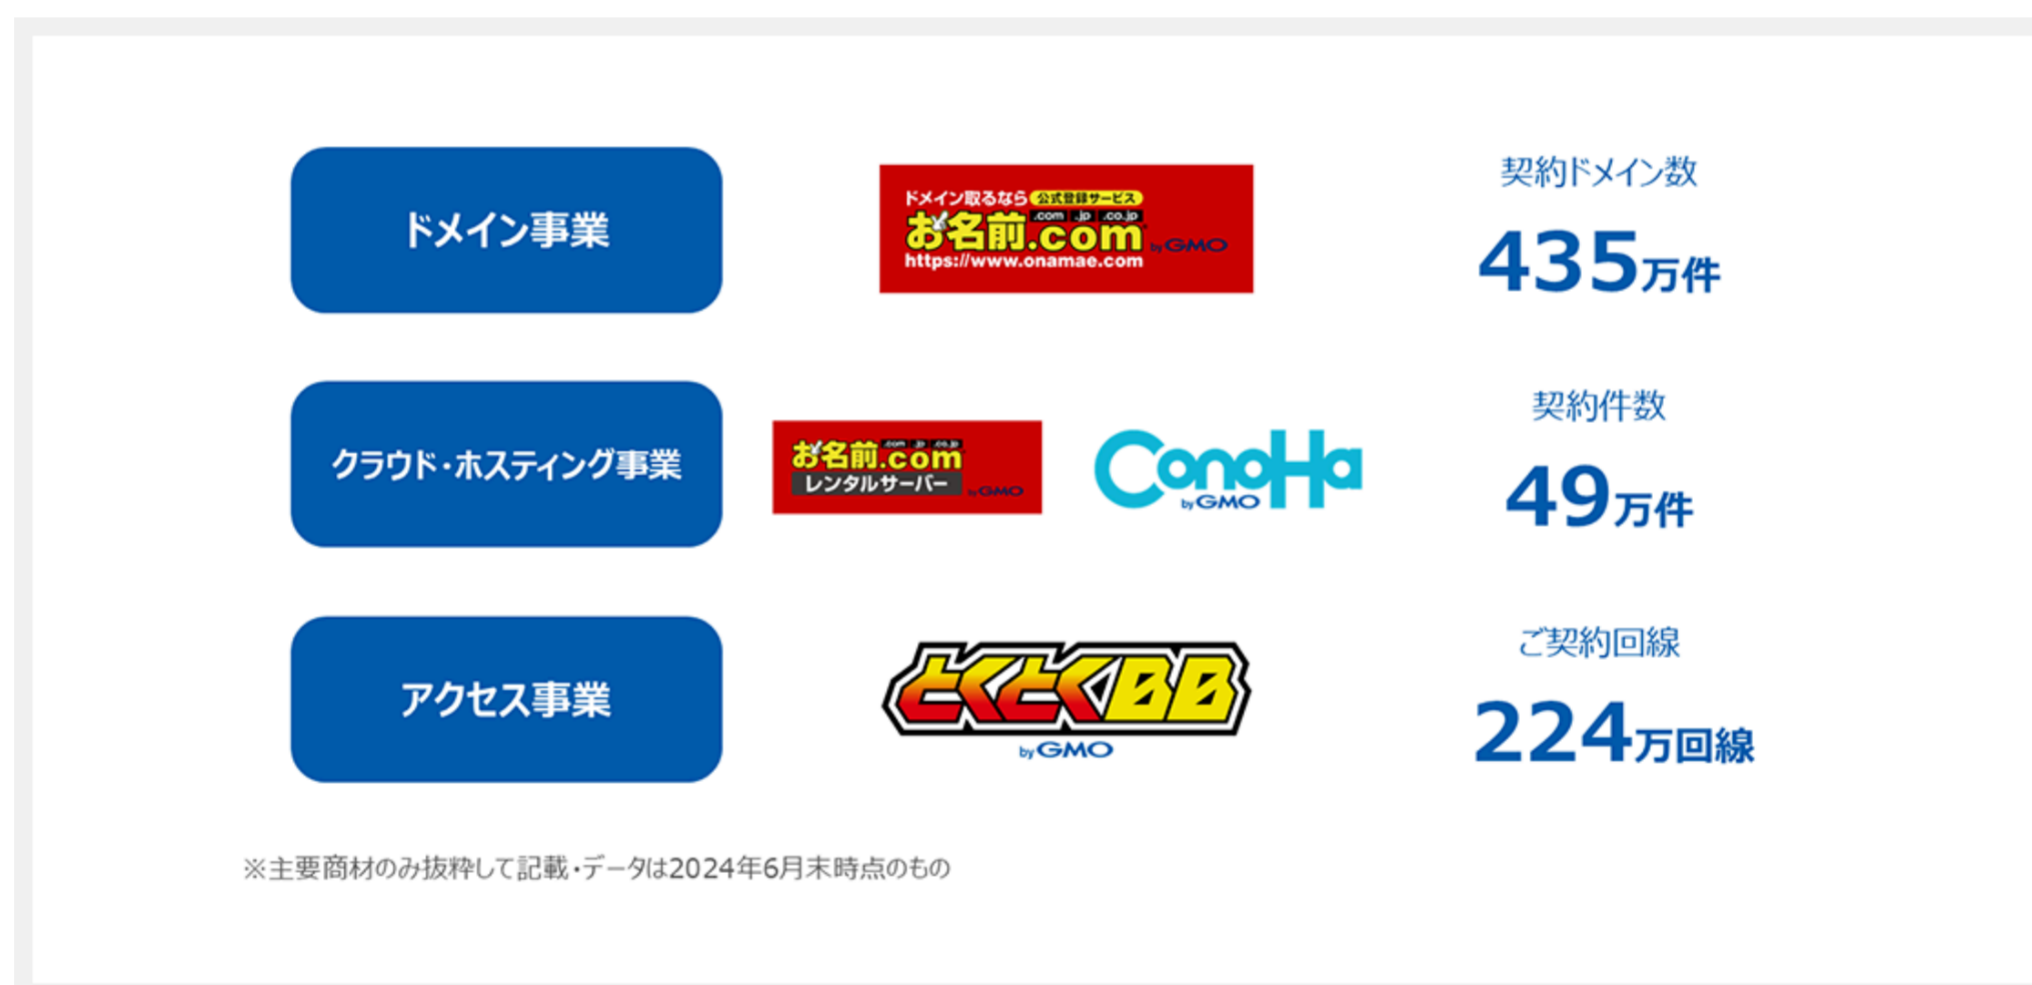 ドメイン事業
ドメイン取るなら 公式登録サービス
.com .jp .co.jp
お名前.com by GMO
https://www.onamae.com
契約ドメイン数
435万件
クラウド・ホスティング事業
.com .jp .co.jp
お名前.com
レンタルサーバー by GMO
ConoHa
by GMO
契約件数
49万件
アクセス事業
とくとくBB
by GMO
ご契約回線
224万回線
※主要商材のみ抜粋して記載・データは2024年6月末時点のもの